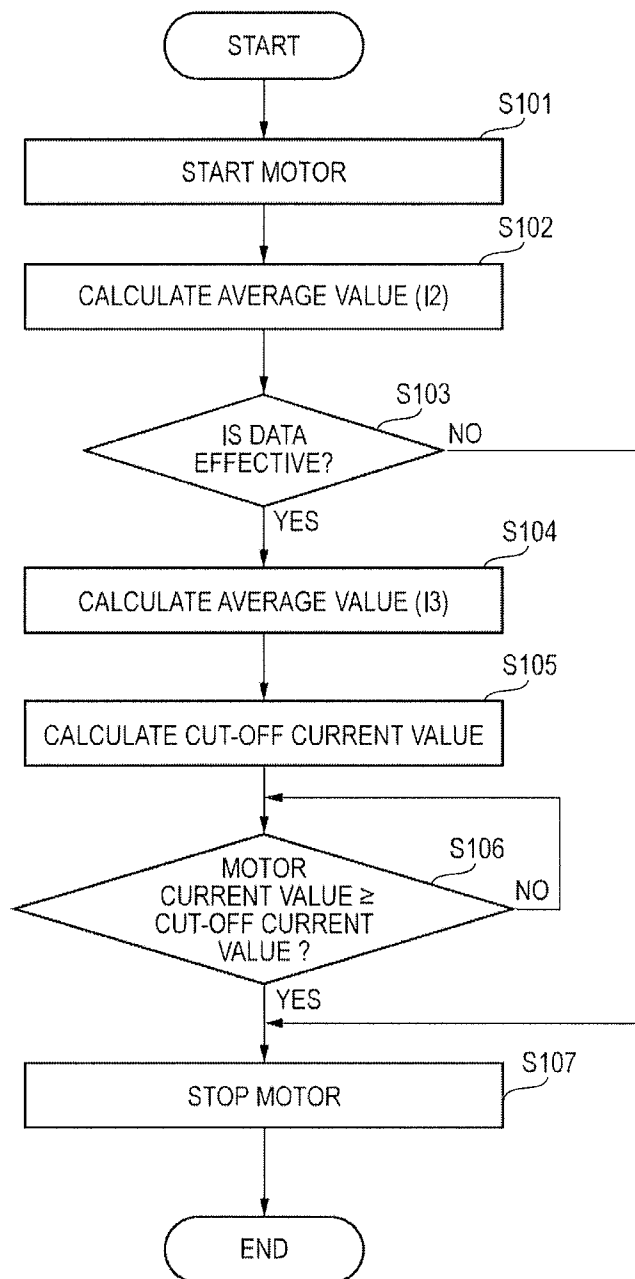 START
S101
START MOTOR
S102
CALCULATE AVERAGE VALUE (I2)
S103
IS DATA
EFFECTIVE?
NO
YES
S104
CALCULATE AVERAGE VALUE (I3)
S105
CALCULATE CUT-OFF CURRENT VALUE
S106
MOTOR
CURRENT VALUE ≥
CUT-OFF CURRENT
VALUE ?
NO
YES
S107
STOP MOTOR
END